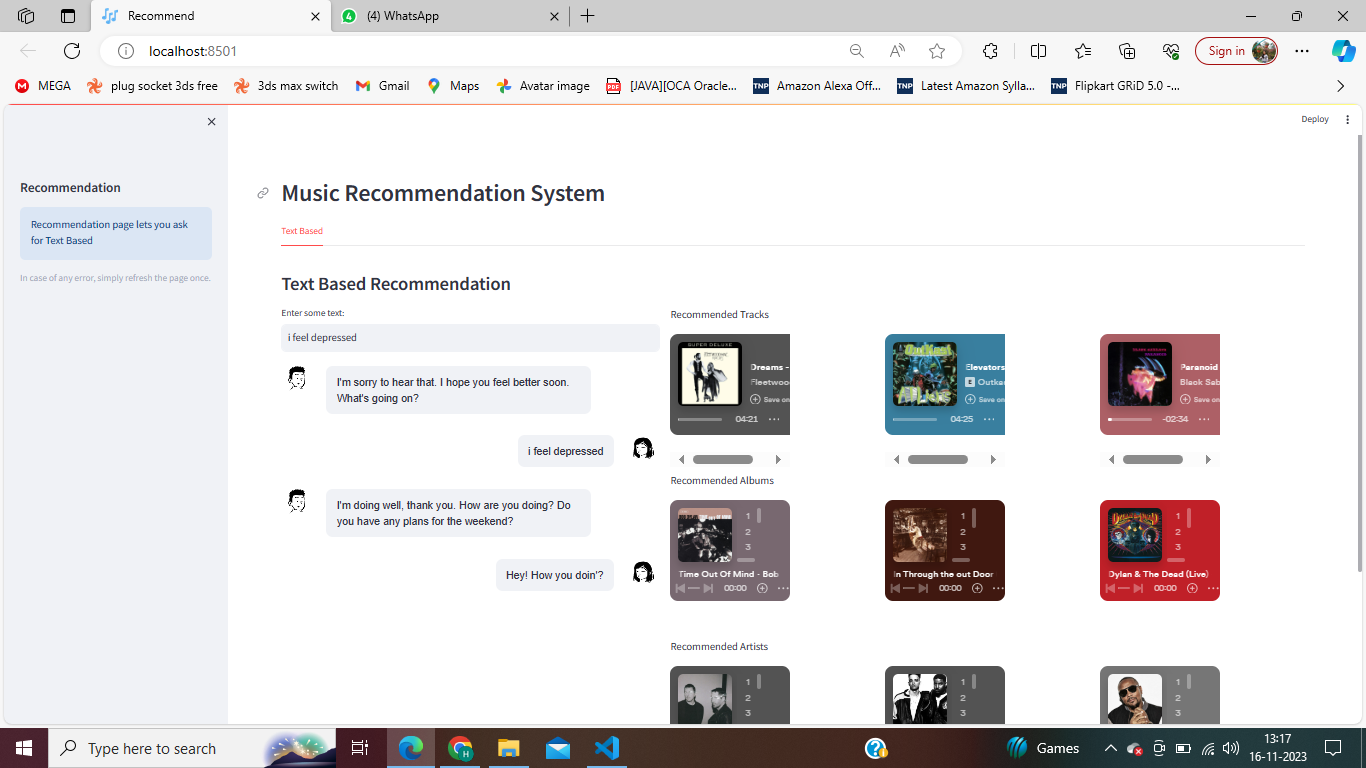 Recommend
(4) WhatsApp
localhost:8501
Sign in
MEGA
plug socket 3ds free
3ds max switch
Gmail
Maps
Avatar image
[JAVA][OCA Oracle...
TNP
Amazon Alexa Off...
TNP
Latest Amazon Sylla...
TNP
Flipkart GRiD 5.0 -...
Deploy
Recommendation
Recommendation page lets you ask
for Text Based
In case of any error, simply refresh the page once.
Music Recommendation System
Text Based
Text Based Recommendation
Enter some text:
i feel depressed
I'm sorry to hear that. I hope you feel better soon.
What's going on?
i feel depressed
I'm doing well, thank you. How are you doing? Do
you have any plans for the weekend?
Hey! How you doin'?
Recommended Tracks
SUPER DELUXE
Dreams -
Fleetwoo
Save on
04:21
OutKast
Elevators
E Outka
Save on
04:25
Paranoid
Black Sab
Save on
-02:34
Recommended Albums
1
2
3
Time Out Of Mind - Bob
00:00
1
2
3
In Through the out Door
00:00
1
2
3
Dylan & The Dead (Live)
00:00
Recommended Artists
1
2
3
1
2
3
1
2
3
Type here to search
Games
13:17
16-11-2023